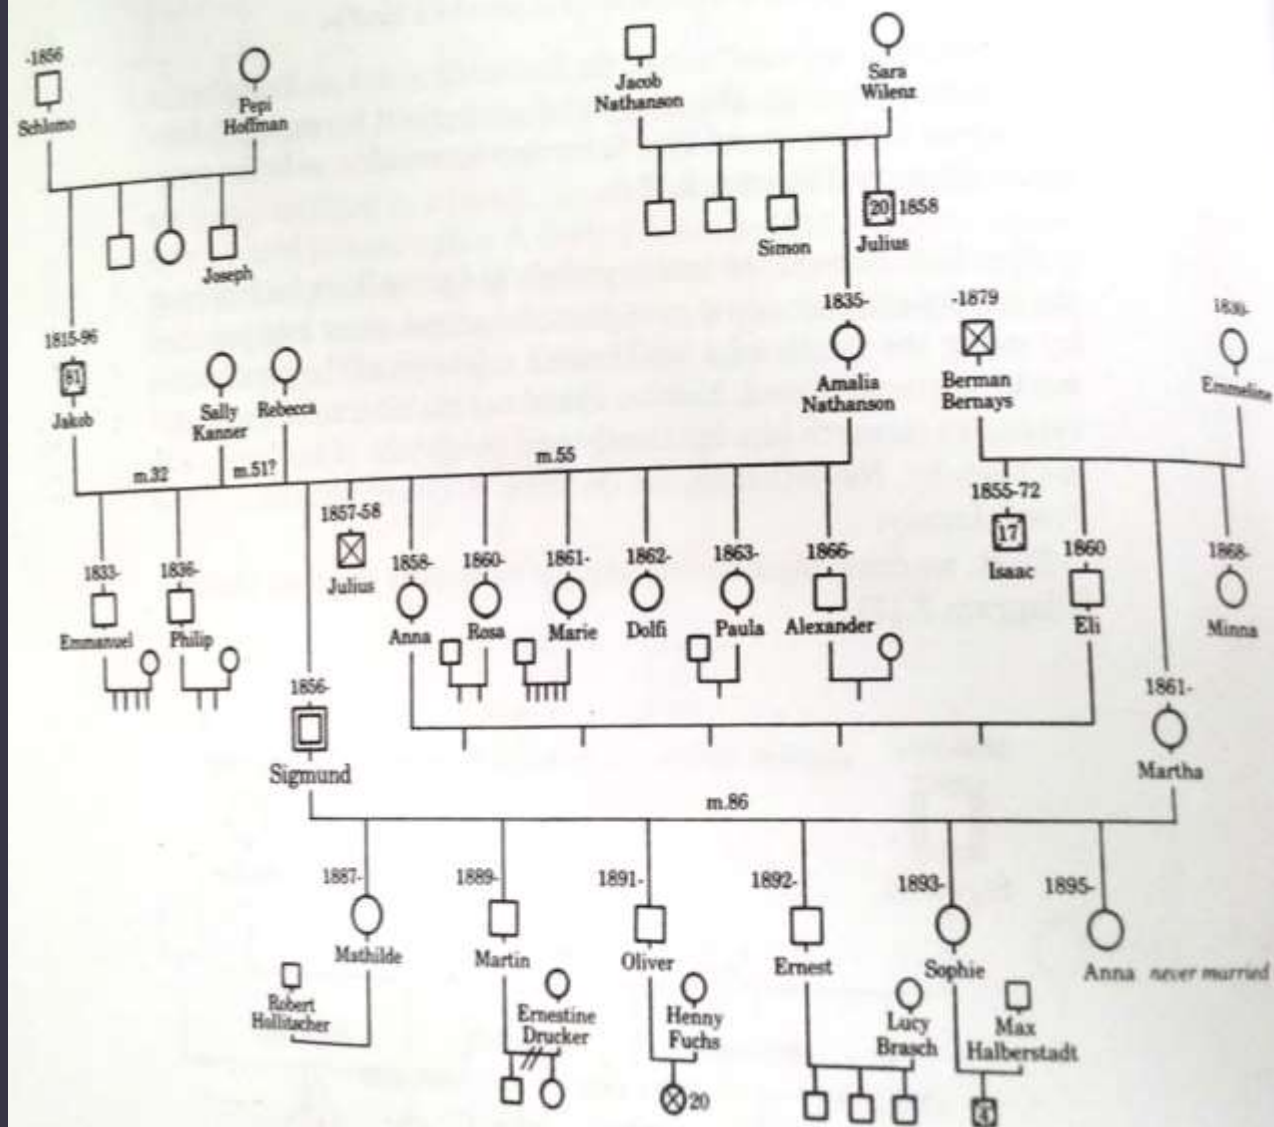 -1856
Schlomo
Pepi
Hoffman
Jacob
Nathanson
Sara
Wilenz
Joseph
Simon
20 1858
Julius
1815-96
81
Jakob
Sally
Kanner
Rebecca
1835-
Amalia
Nathanson
-1879
Berman
Bernays
1830-
Emmeline
m.32
m.51?
m.55
1833-
Emmanuel
1836-
Philip
1857-58
Julius
1858-
Anna
1860-
Rosa
1861-
Marie
1862-
Dolfi
1863-
Paula
1866-
Alexander
1855-72
17
Isaac
1860
Eli
1868-
Minna
1856-
Sigmund
1861-
Martha
m.86
1887-
Mathilde
Robert
Hollitscher
1889-
Martin
Ernestine
Drucker
1891-
Oliver
Henny
Fuchs
20
1892-
Ernest
Lucy
Brasch
1893-
Sophie
Max
Halberstadt
4
1895-
Anna never married